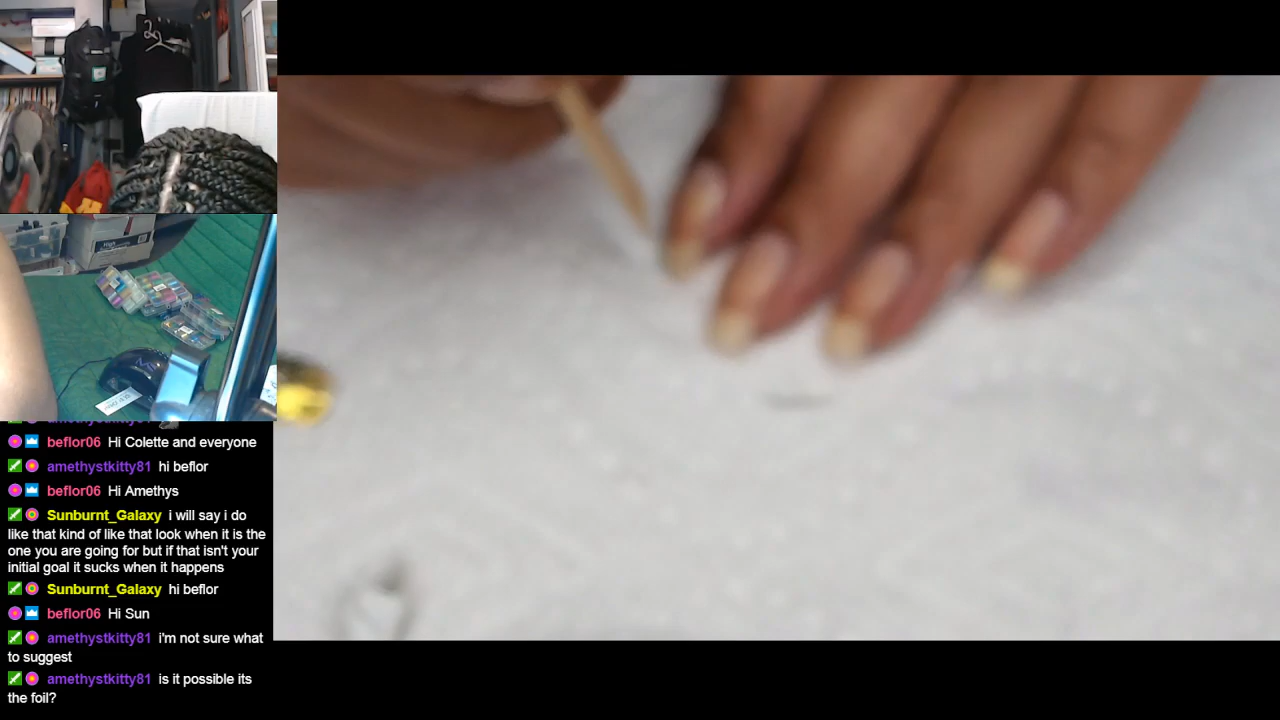 beflor06 Hi Colette and everyone
amethystkitty81 hi beflor
beflor06 Hi Amethys
Sunburnt_Galaxy i will say i do
like that kind of like that look when it is the
one you are going for but if that isn't your
initial goal it sucks when it happens
Sunburnt_Galaxy hi beflor
beflor06 Hi Sun
amethystkitty81 i'm not sure what
to suggest
amethystkitty81 is it possible its
the foil?